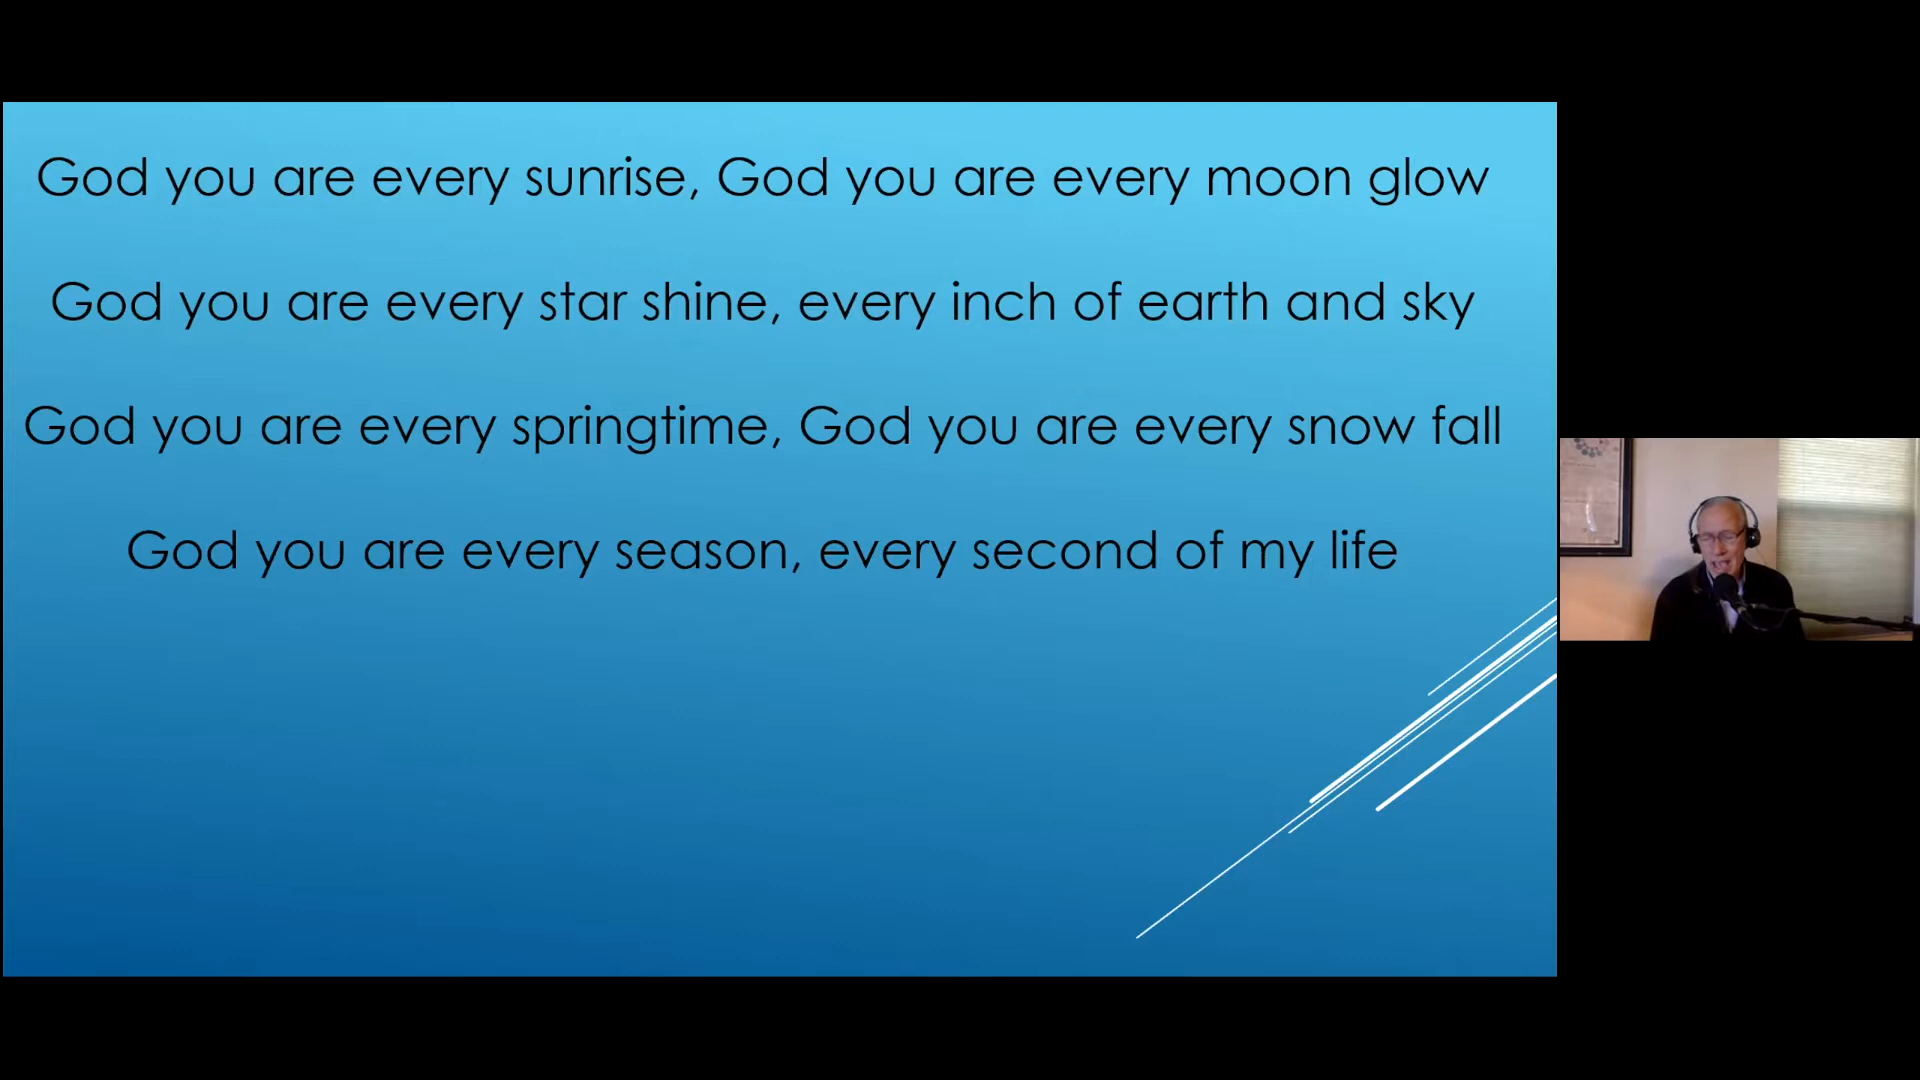 God you are every sunrise, God you are every moon glow
God you are every star shine, every inch of earth and sky
God you are every springtime, God you are every snow fall
God you are every season, every second of my life